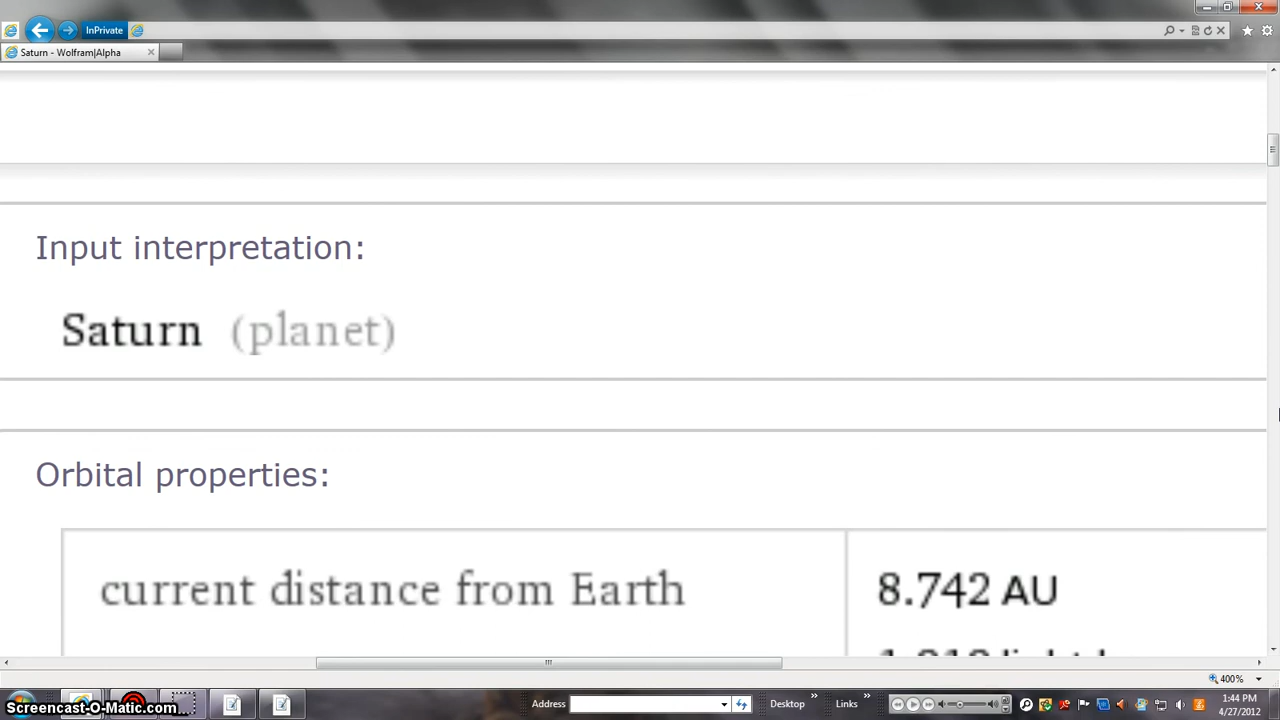 InPrivate
Saturn - Wolfram|Alpha
Input interpretation:
Saturn (planet)
Orbital properties:
current distance from Earth 8.742 AU
400%
Screencast-O-Matic.com
Address
Desktop
»
Links
»
1:44 PM
4/27/2012